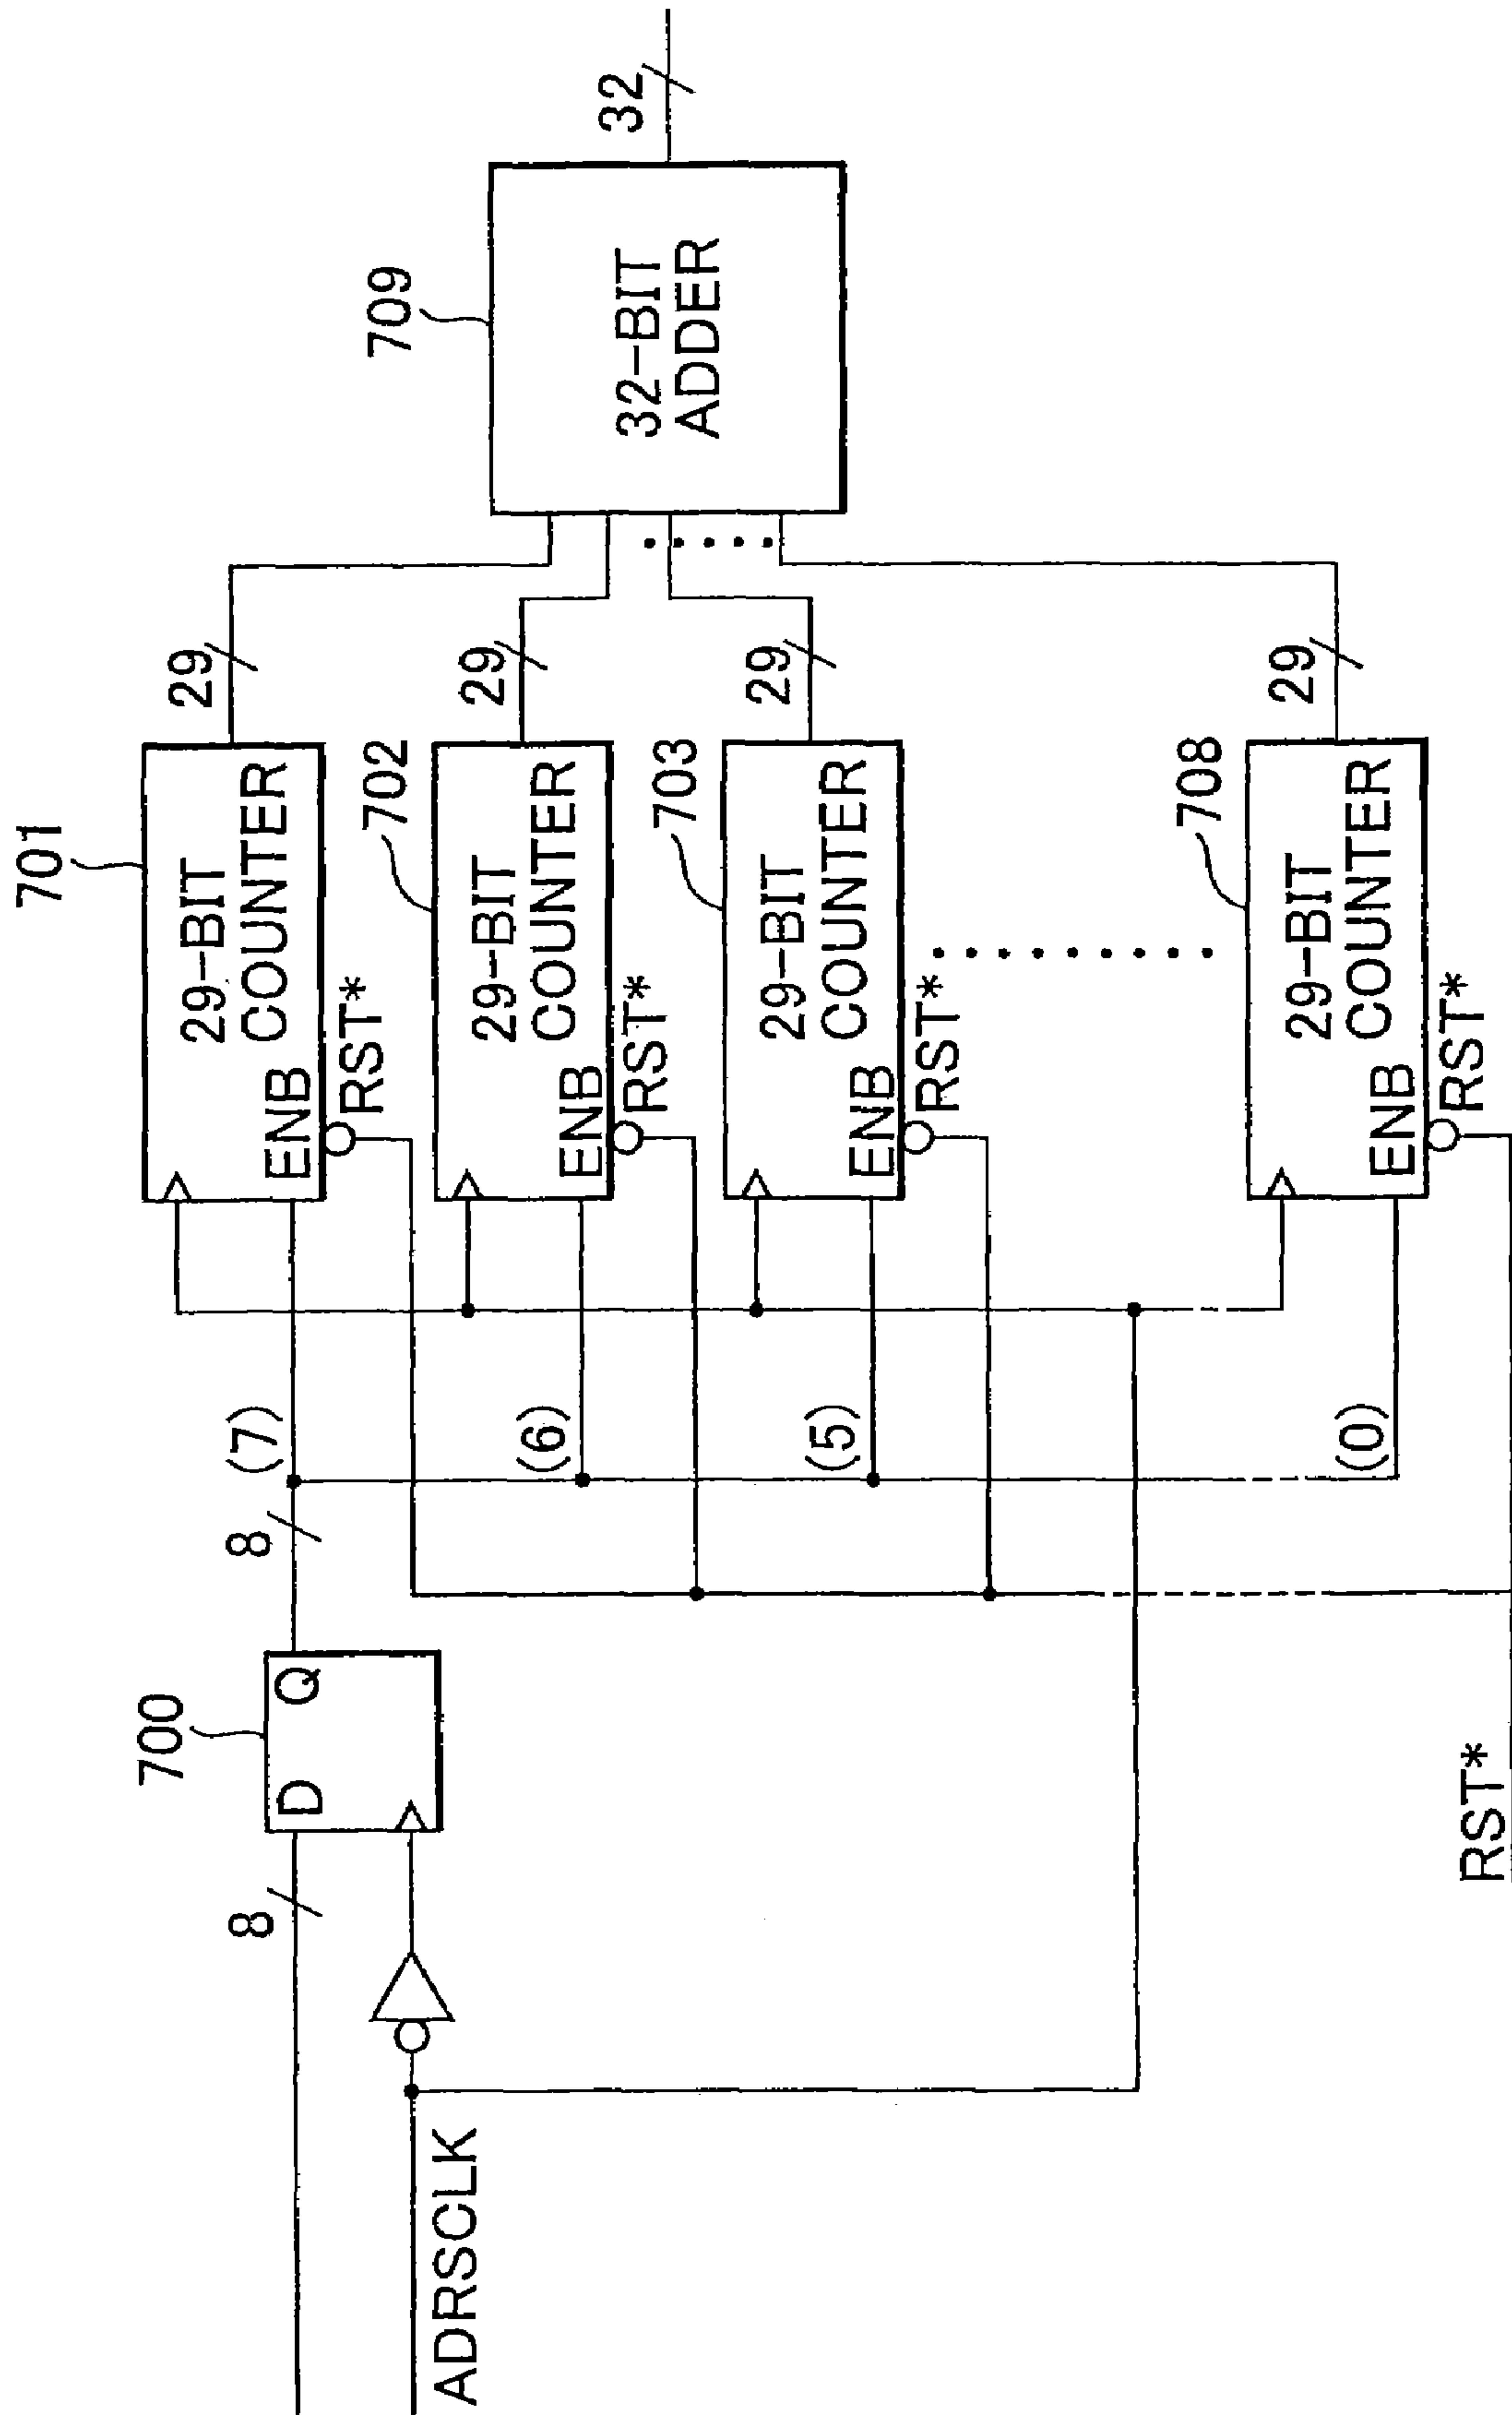 8
ADRSCLK
700
D
Q
8
(7)
(6)
(5)
(0)
RST*
701
29-BIT
COUNTER
ENB
RST*
29
702
29-BIT
COUNTER
ENB
RST*
29
703
29-BIT
COUNTER
ENB
RST*
29
708
29-BIT
COUNTER
ENB
RST*
29
709
32-BIT
ADDER
32